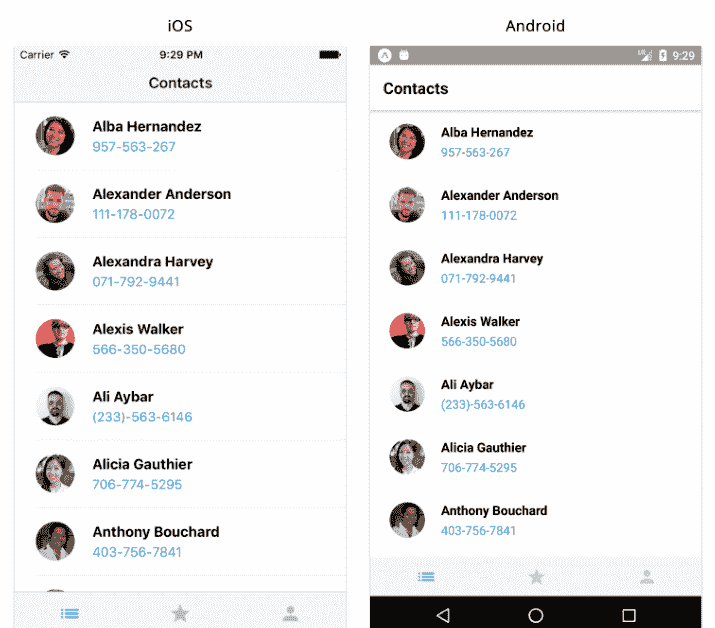 iOS
Carrier 9:29 PM
Contacts
Alba Hernandez
957-563-267
Alexander Anderson
111-178-0072
Alexandra Harvey
071-792-9441
Alexis Walker
566-350-5680
Ali Aybar
(233)-563-6146
Alicia Gauthier
706-774-5295
Anthony Bouchard
403-756-7841
Android
9:29
Contacts
Alba Hernandez
957-563-267
Alexander Anderson
111-178-0072
Alexandra Harvey
071-792-9441
Alexis Walker
566-350-5680
Ali Aybar
(233)-563-6146
Alicia Gauthier
706-774-5295
Anthony Bouchard
403-756-7841